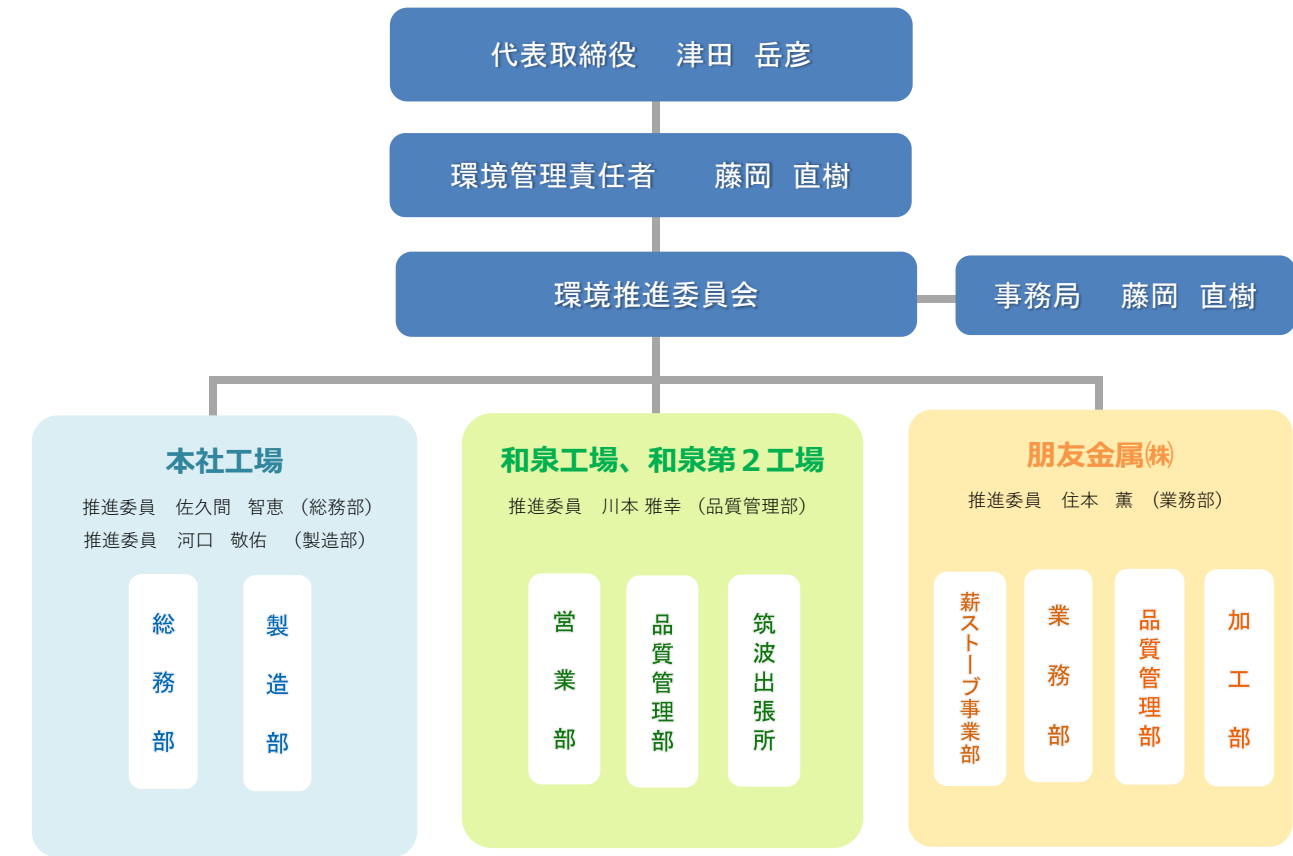 代表取締役　津田 岳彦
環境管理責任者　藤岡 直樹
環境推進委員会
事務局　藤岡 直樹
本社工場
推進委員　佐久間　智恵 （総務部）
推進委員　河口　敬佑　（製造部）
総務部
製造部
和泉工場、和泉第２工場
推進委員　川本 雅幸 （品質管理部）
営業部
品質管理部
筑波出張所
朋友金属㈱
推進委員　住本　薫　（業務部）
薪ストーブ事業部
業務部
品質管理部
加工部